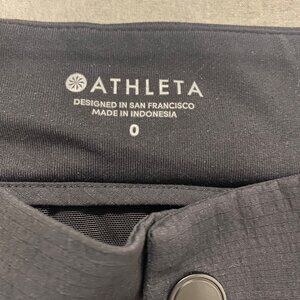 ATHLETA
DESIGNED IN SAN FRANCISCO
MADE IN INDONESIA
0